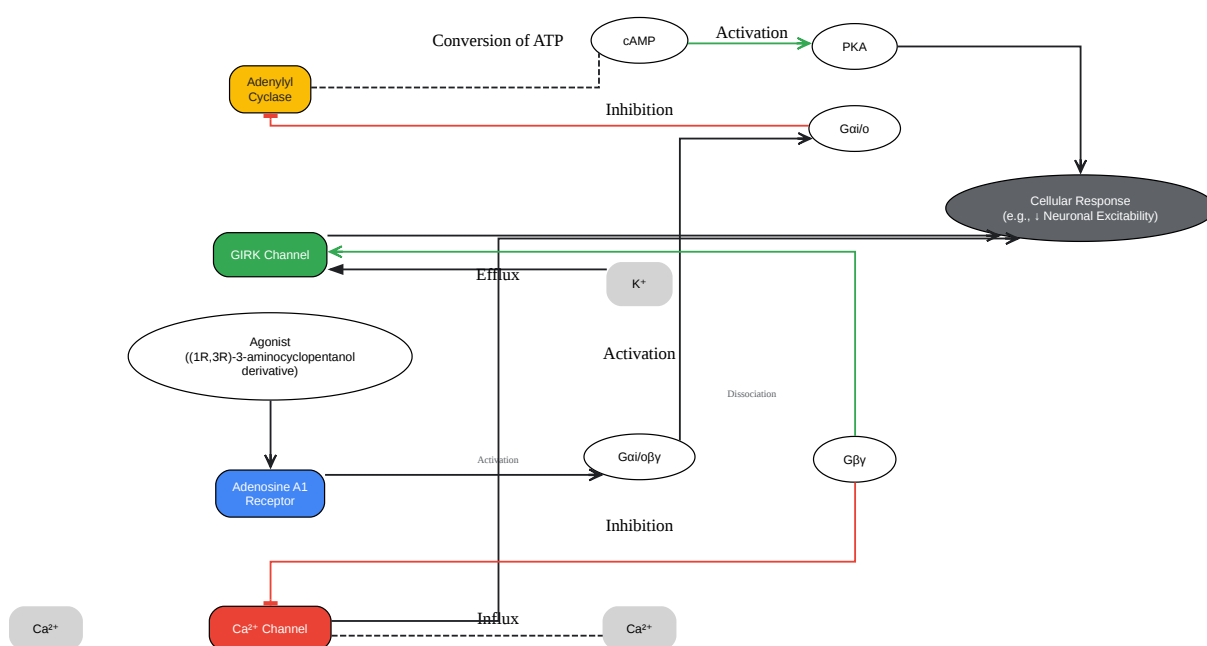 Conversion of ATP
cAMP
Activation
PKA
Adenylyl
Cyclase
Inhibition
Gαi/o
Cellular Response
(e.g., ↓ Neuronal Excitability)
GIRK Channel
Efflux
K⁺
Agonist
((1R,3R)-3-aminocyclopentanol
derivative)
Activation
Dissociation
Activation
Gαi/oβγ
Gβγ
Adenosine A1
Receptor
Inhibition
Ca²⁺
Ca²⁺ Channel
Influx
Ca²⁺